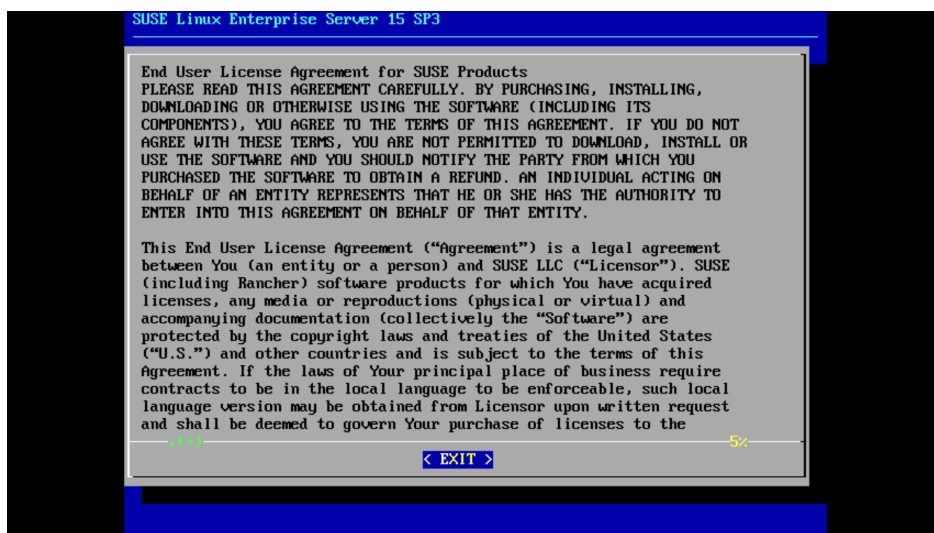 SUSE Linux Enterprise Server 15 SP3
End User License Agreement for SUSE Products
PLEASE READ THIS AGREEMENT CAREFULLY. BY PURCHASING, INSTALLING,
DOWNLOADING OR OTHERWISE USING THE SOFTWARE (INCLUDING ITS
COMPONENTS), YOU AGREE TO THE TERMS OF THIS AGREEMENT. IF YOU DO NOT
AGREE WITH THESE TERMS, YOU ARE NOT PERMITTED TO DOWNLOAD, INSTALL OR
USE THE SOFTWARE AND YOU SHOULD NOTIFY THE PARTY FROM WHICH YOU
PURCHASED THE SOFTWARE TO OBTAIN A REFUND. AN INDIVIDUAL ACTING ON
BEHALF OF AN ENTITY REPRESENTS THAT HE OR SHE HAS THE AUTHORITY TO
ENTER INTO THIS AGREEMENT ON BEHALF OF THAT ENTITY.
This End User License Agreement (“Agreement”) is a legal agreement
between You (an entity or a person) and SUSE LLC (“Licensor”). SUSE
(including Rancher) software products for which You have acquired
licenses, any media or reproductions (physical or virtual) and
accompanying documentation (collectively the “Software”) are
protected by the copyright laws and treaties of the United States
(“U.S.”) and other countries and is subject to the terms of this
Agreement. If the laws of Your principal place of business require
contracts to be in the local language to be enforceable, such local
language version may be obtained from Licensor upon written request
and shall be deemed to govern Your purchase of licenses to the
↓(+) 5%
< EXIT >